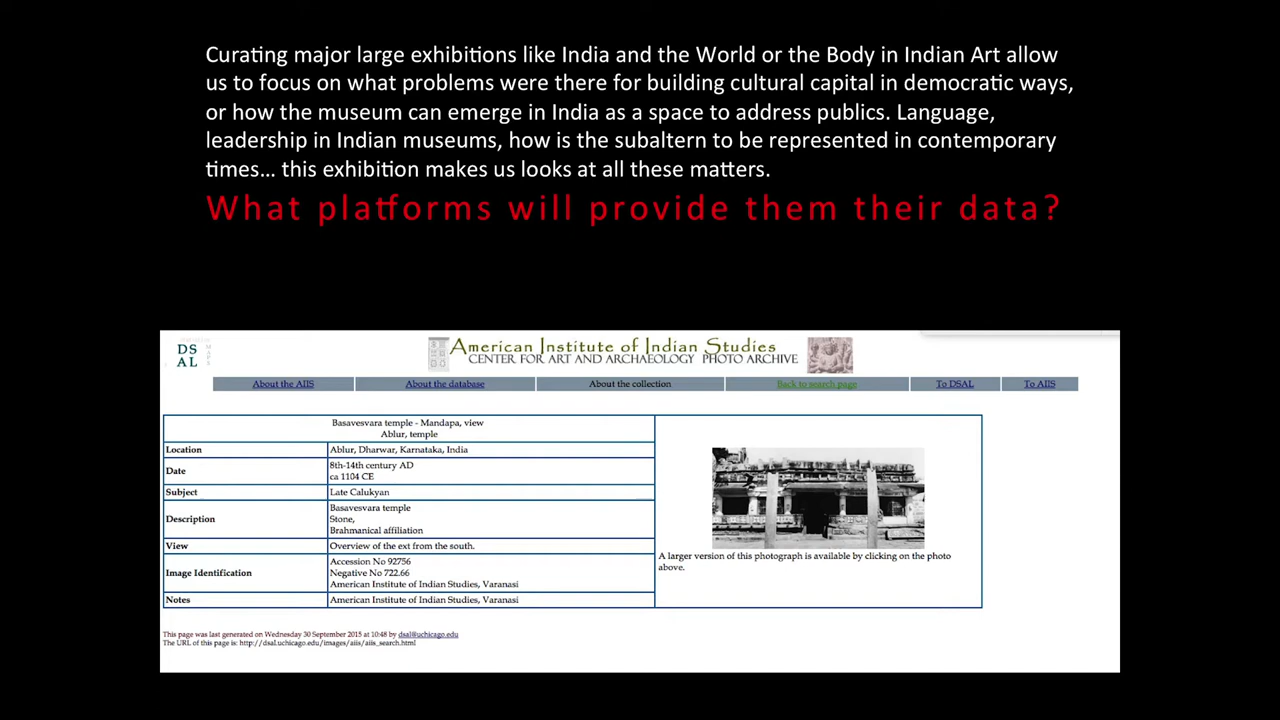 Curating major large exhibitions like India and the World or the Body in Indian Art allow
us to focus on what problems were there for building cultural capital in democratic ways,
or how the museum can emerge in India as a space to address publics. Language,
leadership in Indian museums, how is the subaltern to be represented in contemporary
times… this exhibition makes us looks at all these matters.
What platforms will provide them their data?
DS
AL
American Institute of Indian Studies
CENTER FOR ART AND ARCHAEOLOGY PHOTO ARCHIVE
About the AIIS About the database About the collection Back to search page To DSAL To AIIS
Basavesvara temple - Mandapa, view
Ablur, temple
Location Ablur, Dharwar, Karnataka, India
Date 8th-14th century AD
ca 1104 CE
Subject Late Calukyan
Description Basavesvara temple
Stone,
Brahmanical affiliation
View Overview of the ext from the south.
Image Identification Accession No 92756
Negative No 722.66
American Institute of Indian Studies, Varanasi
Notes American Institute of Indian Studies, Varanasi
A larger version of this photograph is available by clicking on the photo
above.
This page was last generated on Wednesday 30 September 2015 at 10:48 by dsal@uchicago.edu
The URL of this page is: http://dsal.uchicago.edu/images/aiis/aiis_search.html